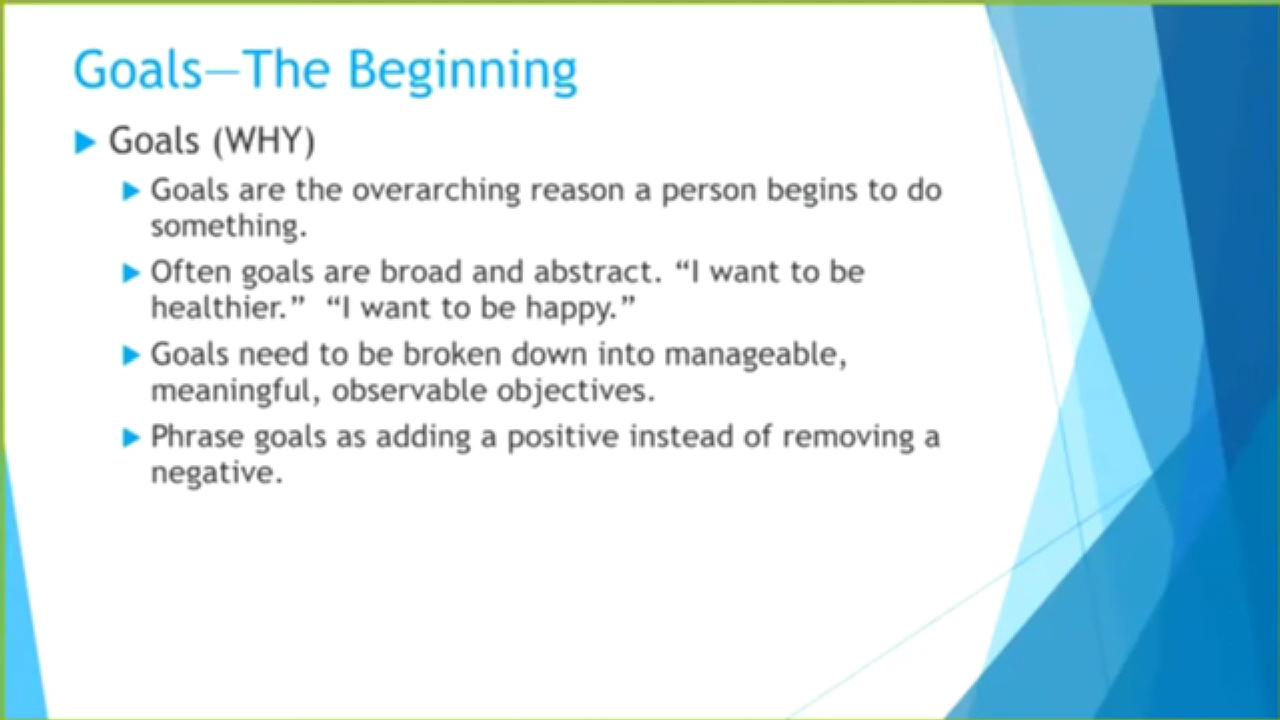 Goals—The Beginning
Goals (WHY)
Goals are the overarching reason a person begins to do
something.
Often goals are broad and abstract. “I want to be
healthier.”  “I want to be happy.”
Goals need to be broken down into manageable,
meaningful, observable objectives.
Phrase goals as adding a positive instead of removing a
negative.